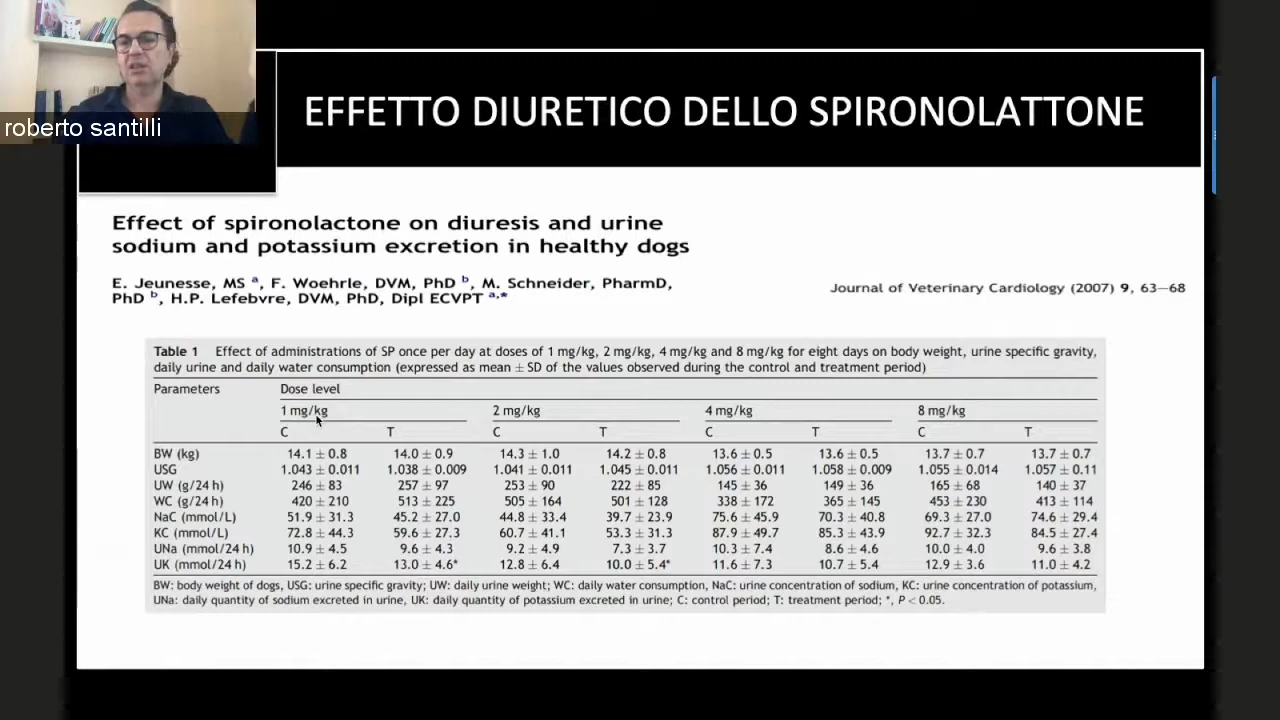 roberto santilli
EFFETTO DIURETICO DELLO SPIRONOLATTONE
Effect of spironolactone on diuresis and urine
sodium and potassium excretion in healthy dogs
E. Jeunesse, MS a, F. Woehrle, DVM, PhD b, M. Schneider, PharmD,
PhD b, H.P. Lefebvre, DVM, PhD, Dipl ECVPT a,*
Journal of Veterinary Cardiology (2007) 9, 63–68
Table 1 Effect of administrations of SP once per day at doses of 1 mg/kg, 2 mg/kg, 4 mg/kg and 8 mg/kg for eight days on body weight, urine specific gravity,
daily urine and daily water consumption (expressed as mean ± SD of the values observed during the control and treatment period)
Parameters Dose level
1 mg/kg 2 mg/kg 4 mg/kg 8 mg/kg
C T C T C T C T
BW (kg) 14.1 ± 0.8 14.0 ± 0.9 14.3 ± 1.0 14.2 ± 0.8 13.6 ± 0.5 13.6 ± 0.5 13.7 ± 0.7 13.7 ± 0.7
USG 1.043 ± 0.011 1.038 ± 0.009 1.041 ± 0.011 1.045 ± 0.011 1.056 ± 0.011 1.058 ± 0.009 1.055 ± 0.014 1.057 ± 0.11
UW (g/24 h) 246 ± 83 257 ± 97 253 ± 90 222 ± 85 145 ± 36 149 ± 36 165 ± 68 140 ± 37
WC (g/24 h) 420 ± 210 513 ± 225 505 ± 164 501 ± 128 338 ± 172 365 ± 145 453 ± 230 413 ± 114
NaC (mmol/L) 51.9 ± 31.3 45.2 ± 27.0 44.8 ± 33.4 39.7 ± 23.9 75.6 ± 45.9 70.3 ± 40.8 69.3 ± 27.0 74.6 ± 29.4
KC (mmol/L) 72.8 ± 44.3 59.6 ± 27.3 60.7 ± 41.1 53.3 ± 31.3 87.9 ± 49.7 85.3 ± 43.9 92.7 ± 32.3 84.5 ± 27.4
UNa (mmol/24 h) 10.9 ± 4.5 9.6 ± 4.3 9.2 ± 4.9 7.3 ± 3.7 10.3 ± 7.4 8.6 ± 4.6 10.0 ± 4.0 9.6 ± 3.8
UK (mmol/24 h) 15.2 ± 6.2 13.0 ± 4.6* 12.8 ± 6.4 10.0 ± 5.4* 11.6 ± 7.3 10.7 ± 5.4 12.9 ± 3.6 11.0 ± 4.2
BW: body weight of dogs, USG: urine specific gravity; UW: daily urine weight; WC: daily water consumption, NaC: urine concentration of sodium, KC: urine concentration of potassium,
UNa: daily quantity of sodium excreted in urine, UK: daily quantity of potassium excreted in urine; C: control period; T: treatment period; *, P < 0.05.